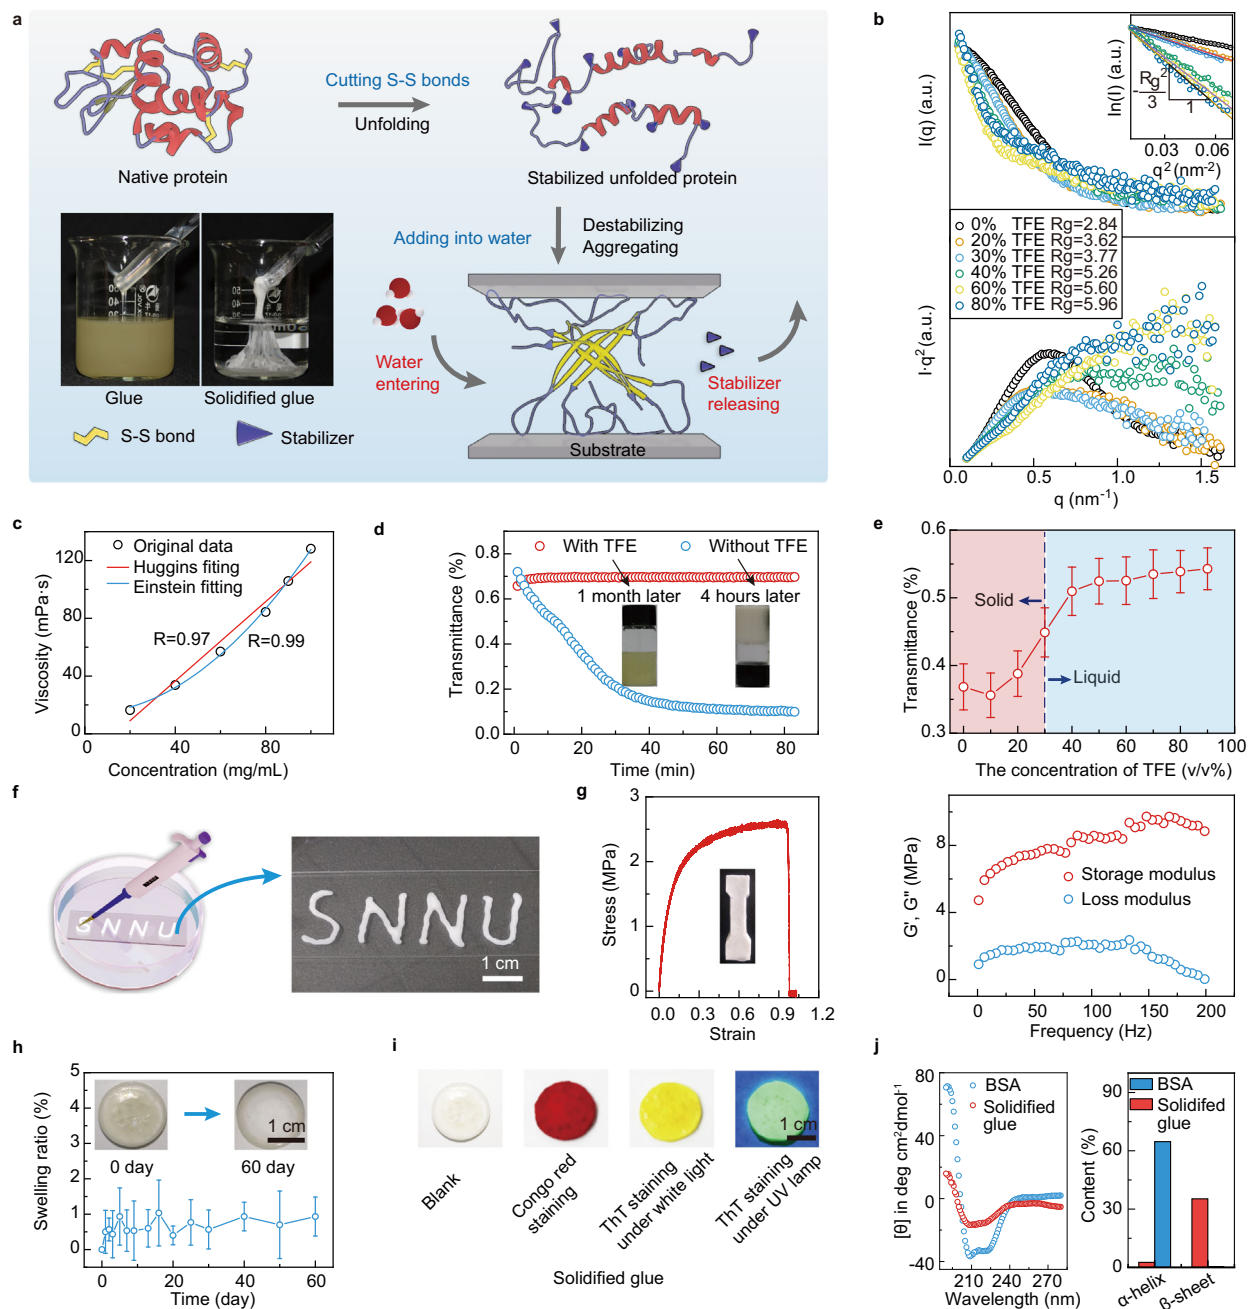 a
Cutting S-S bonds
Unfolding
Native protein
Stabilized unfolded protein
Adding into water
Destabilizing
Aggregating
Water
entering
Stabilizer
releasing
Glue
Solidified glue
S-S bond
Stabilizer
Substrate
b
I(q) (a.u.)
ln(I) (a.u.)
-Rg²/3
1
0.03 0.06
q² (nm⁻²)
0% TFE Rg=2.84
20% TFE Rg=3.62
30% TFE Rg=3.77
40% TFE Rg=5.26
60% TFE Rg=5.60
80% TFE Rg=5.96
I·q² (a.u.)
0.0 0.5 1.0 1.5
q (nm⁻¹)
c
Viscosity (mPa·s)
120
80
40
0
Original data
Huggins fiting
Einstein fitting
R=0.97
R=0.99
0 40 80
Concentration (mg/mL)
d
Transmittance (%)
0.8
0.6
0.4
0.2
0.0
With TFE
Without TFE
1 month later
4 hours later
0 20 40 60 80
Time (min)
e
Transmittance (%)
0.6
0.5
0.4
0.3
Solid
Liquid
0 20 40 60 80 100
The concentration of TFE (v/v%)
f
SNNU
SNNU
1 cm
g
Stress (MPa)
3
2
1
0
0.0 0.3 0.6 0.9 1.2
Strain
G', G'' (MPa)
8
4
0
Storage modulus
Loss modulus
0 50 100 150 200
Frequency (Hz)
h
Swelling ratio (%)
5
4
3
2
1
0
0 day
60 day
1 cm
0 10 20 30 40 50 60
Time (day)
i
1 cm
Blank
Congo red
staining
ThT staining
under white light
ThT staining
under UV lamp
Solidified glue
j
[θ] in deg cm²dmol⁻¹
80
40
0
-40
BSA
Solidified
glue
210 240 270
Wavelength (nm)
Content (%)
90
60
30
0
BSA
Solidifed
glue
α-helix
β-sheet